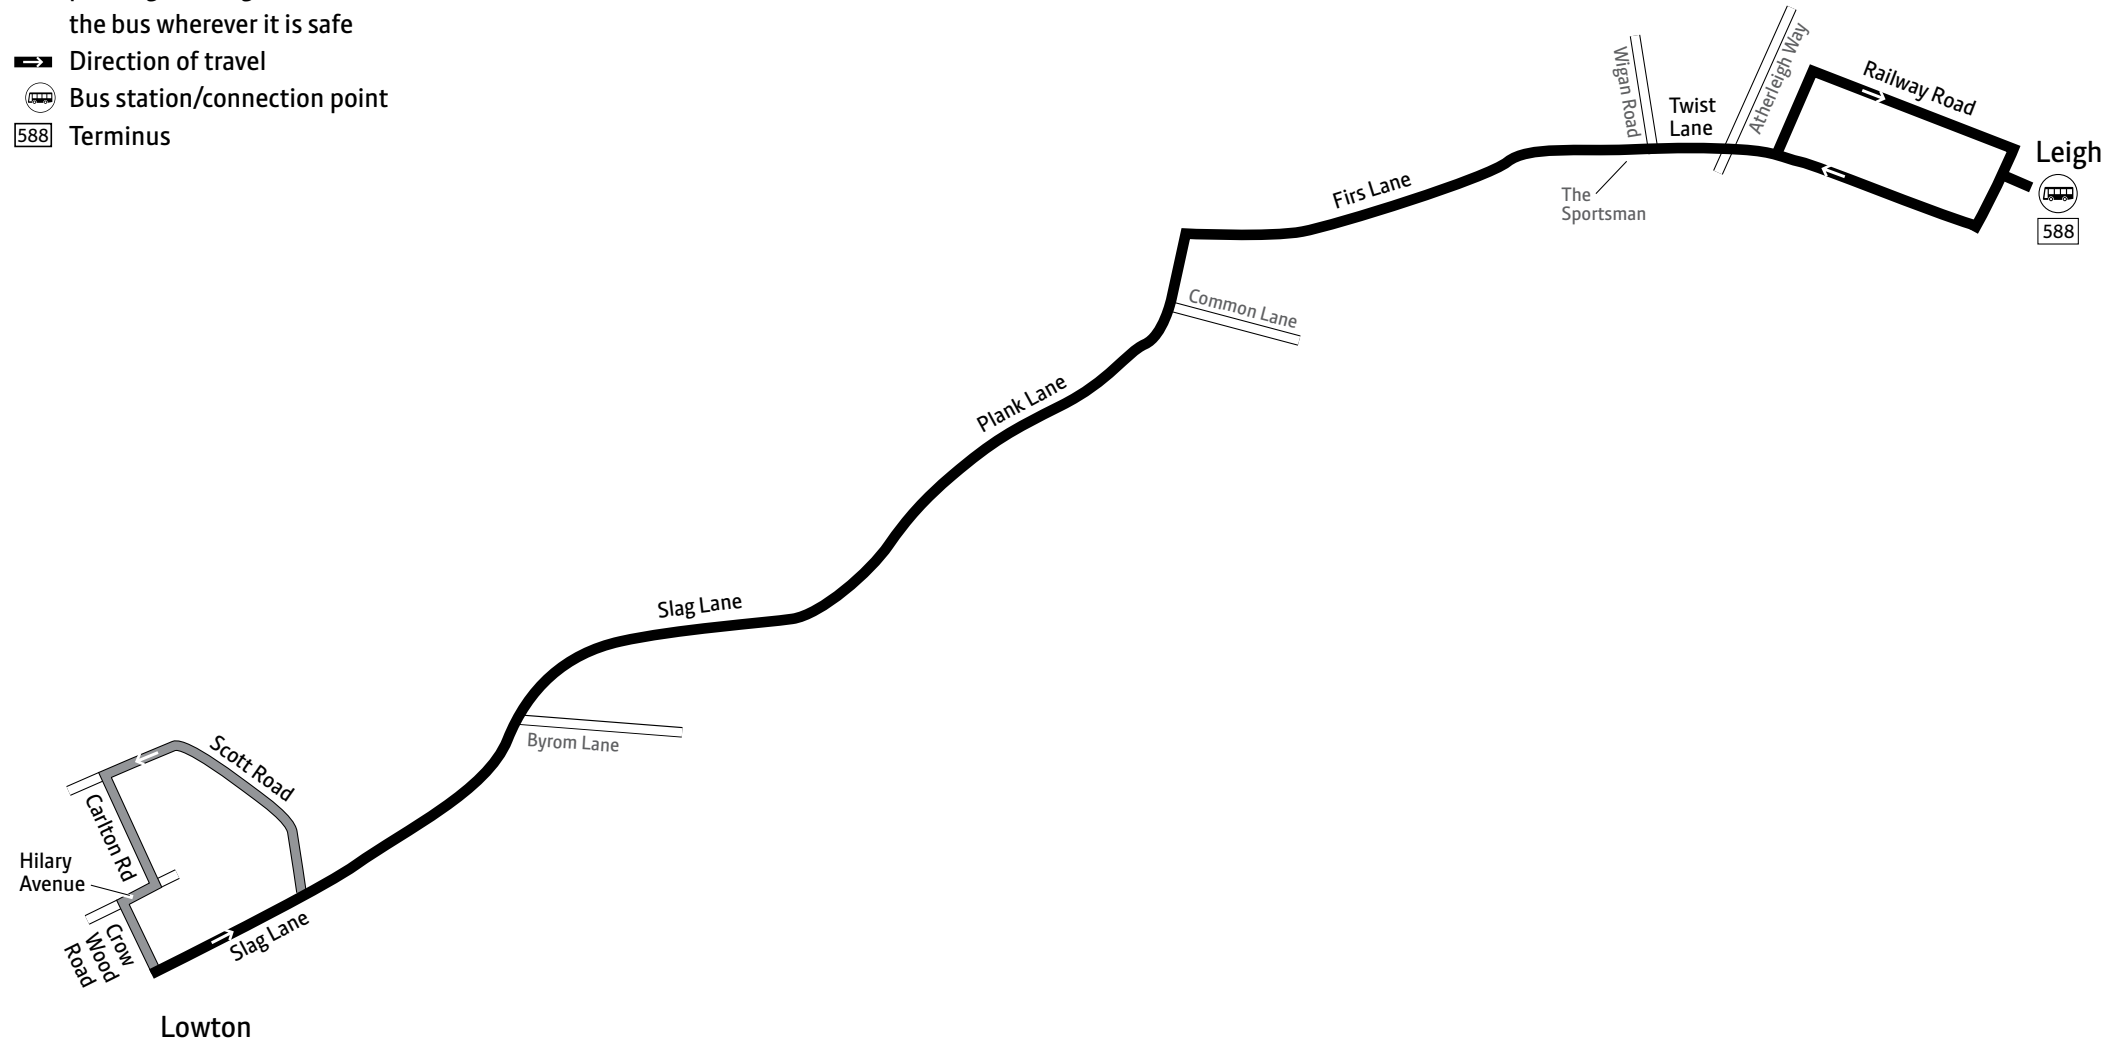 the bus wherever it is safe
Direction of travel
Bus station/connection point
588 Terminus
Wigan Road
Twist
Lane
Atherleigh Way
Railway Road
Leigh
588
The
Sportsman
Firs Lane
Common Lane
Plank Lane
Slag Lane
Byrom Lane
Scott Road
Carlton Rd
Hilary
Avenue
Crow
Wood
Road
Slag Lane
Lowton